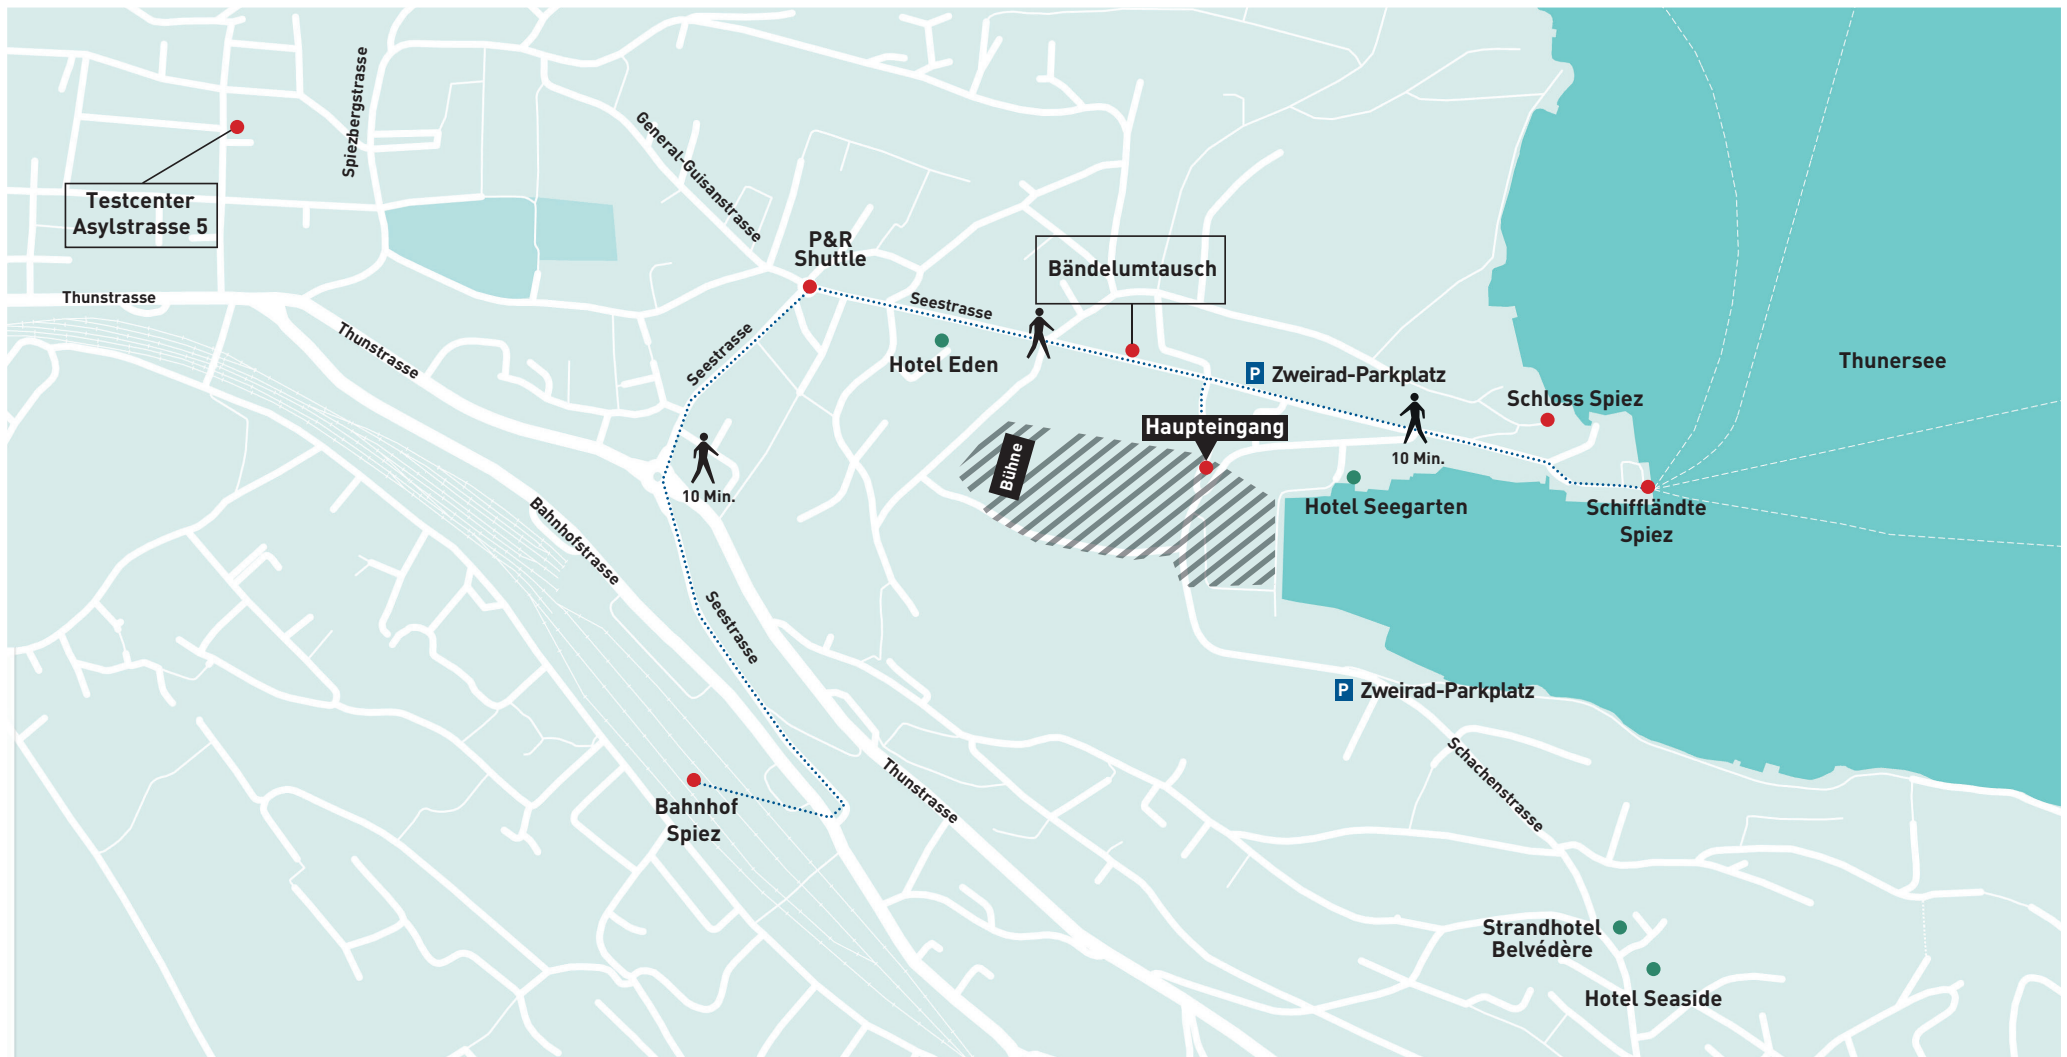 Spiezbergstrasse
General-Guisanstrasse
Testcenter
Asylstrasse 5
P&R
Shuttle
Bändelumtausch
Thunstrasse
Seestrasse
Thunstrasse
Seestrasse
Hotel Eden
P Zweirad-Parkplatz
Thunersee
Schloss Spiez
Haupteingang
Bühne
10 Min.
10 Min.
Hotel Seegarten
Schiffländte
Spiez
Bahnhofstrasse
Seestrasse
P Zweirad-Parkplatz
Schachenstrasse
Thunstrasse
Bahnhof
Spiez
Strandhotel
Belvédère
Hotel Seaside